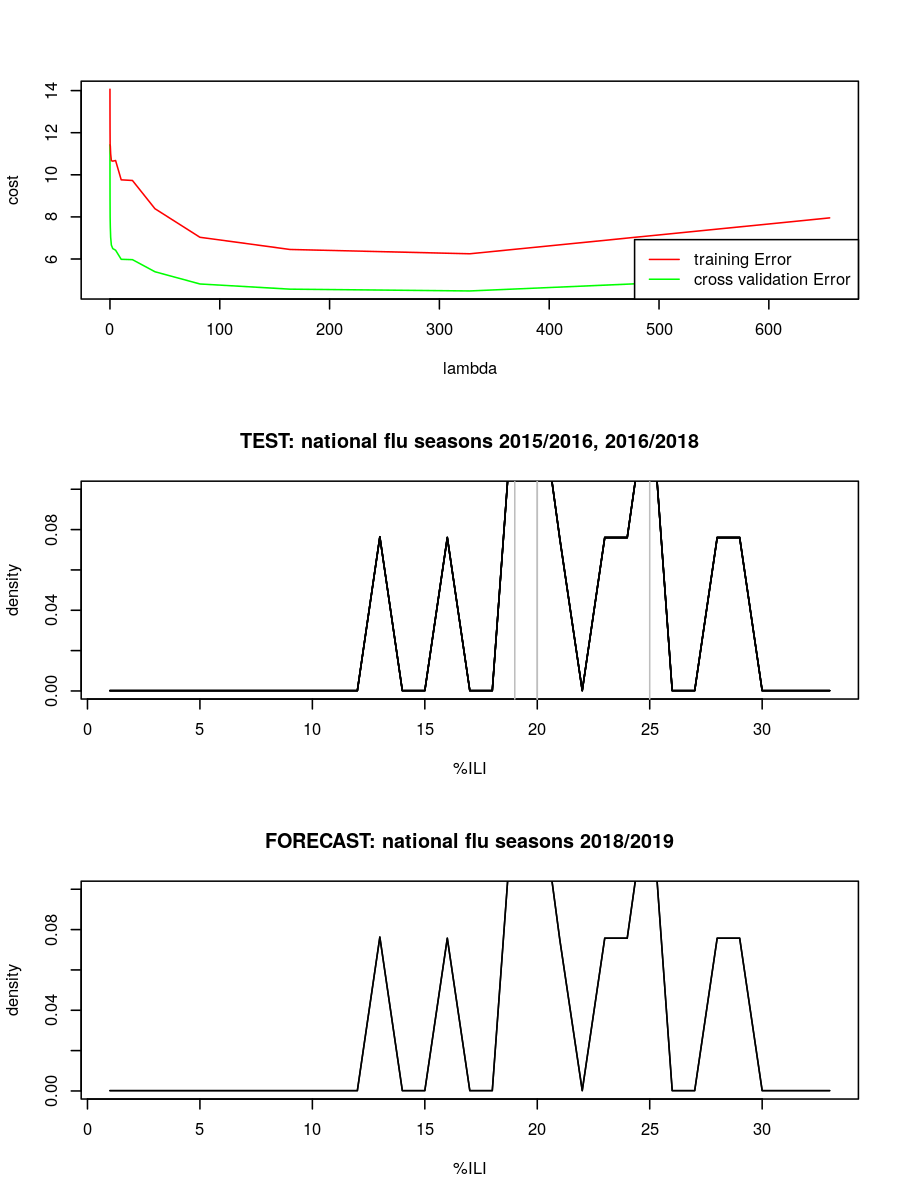 14
12
10
8
6
cost
training Error
cross validation Error
0 100 200 300 400 500 600
lambda
TEST: national flu seasons 2015/2016, 2016/2018
0.08
0.04
0.00
density
0 5 10 15 20 25 30
%ILI
FORECAST: national flu seasons 2018/2019
0.08
0.04
0.00
density
0 5 10 15 20 25 30
%ILI